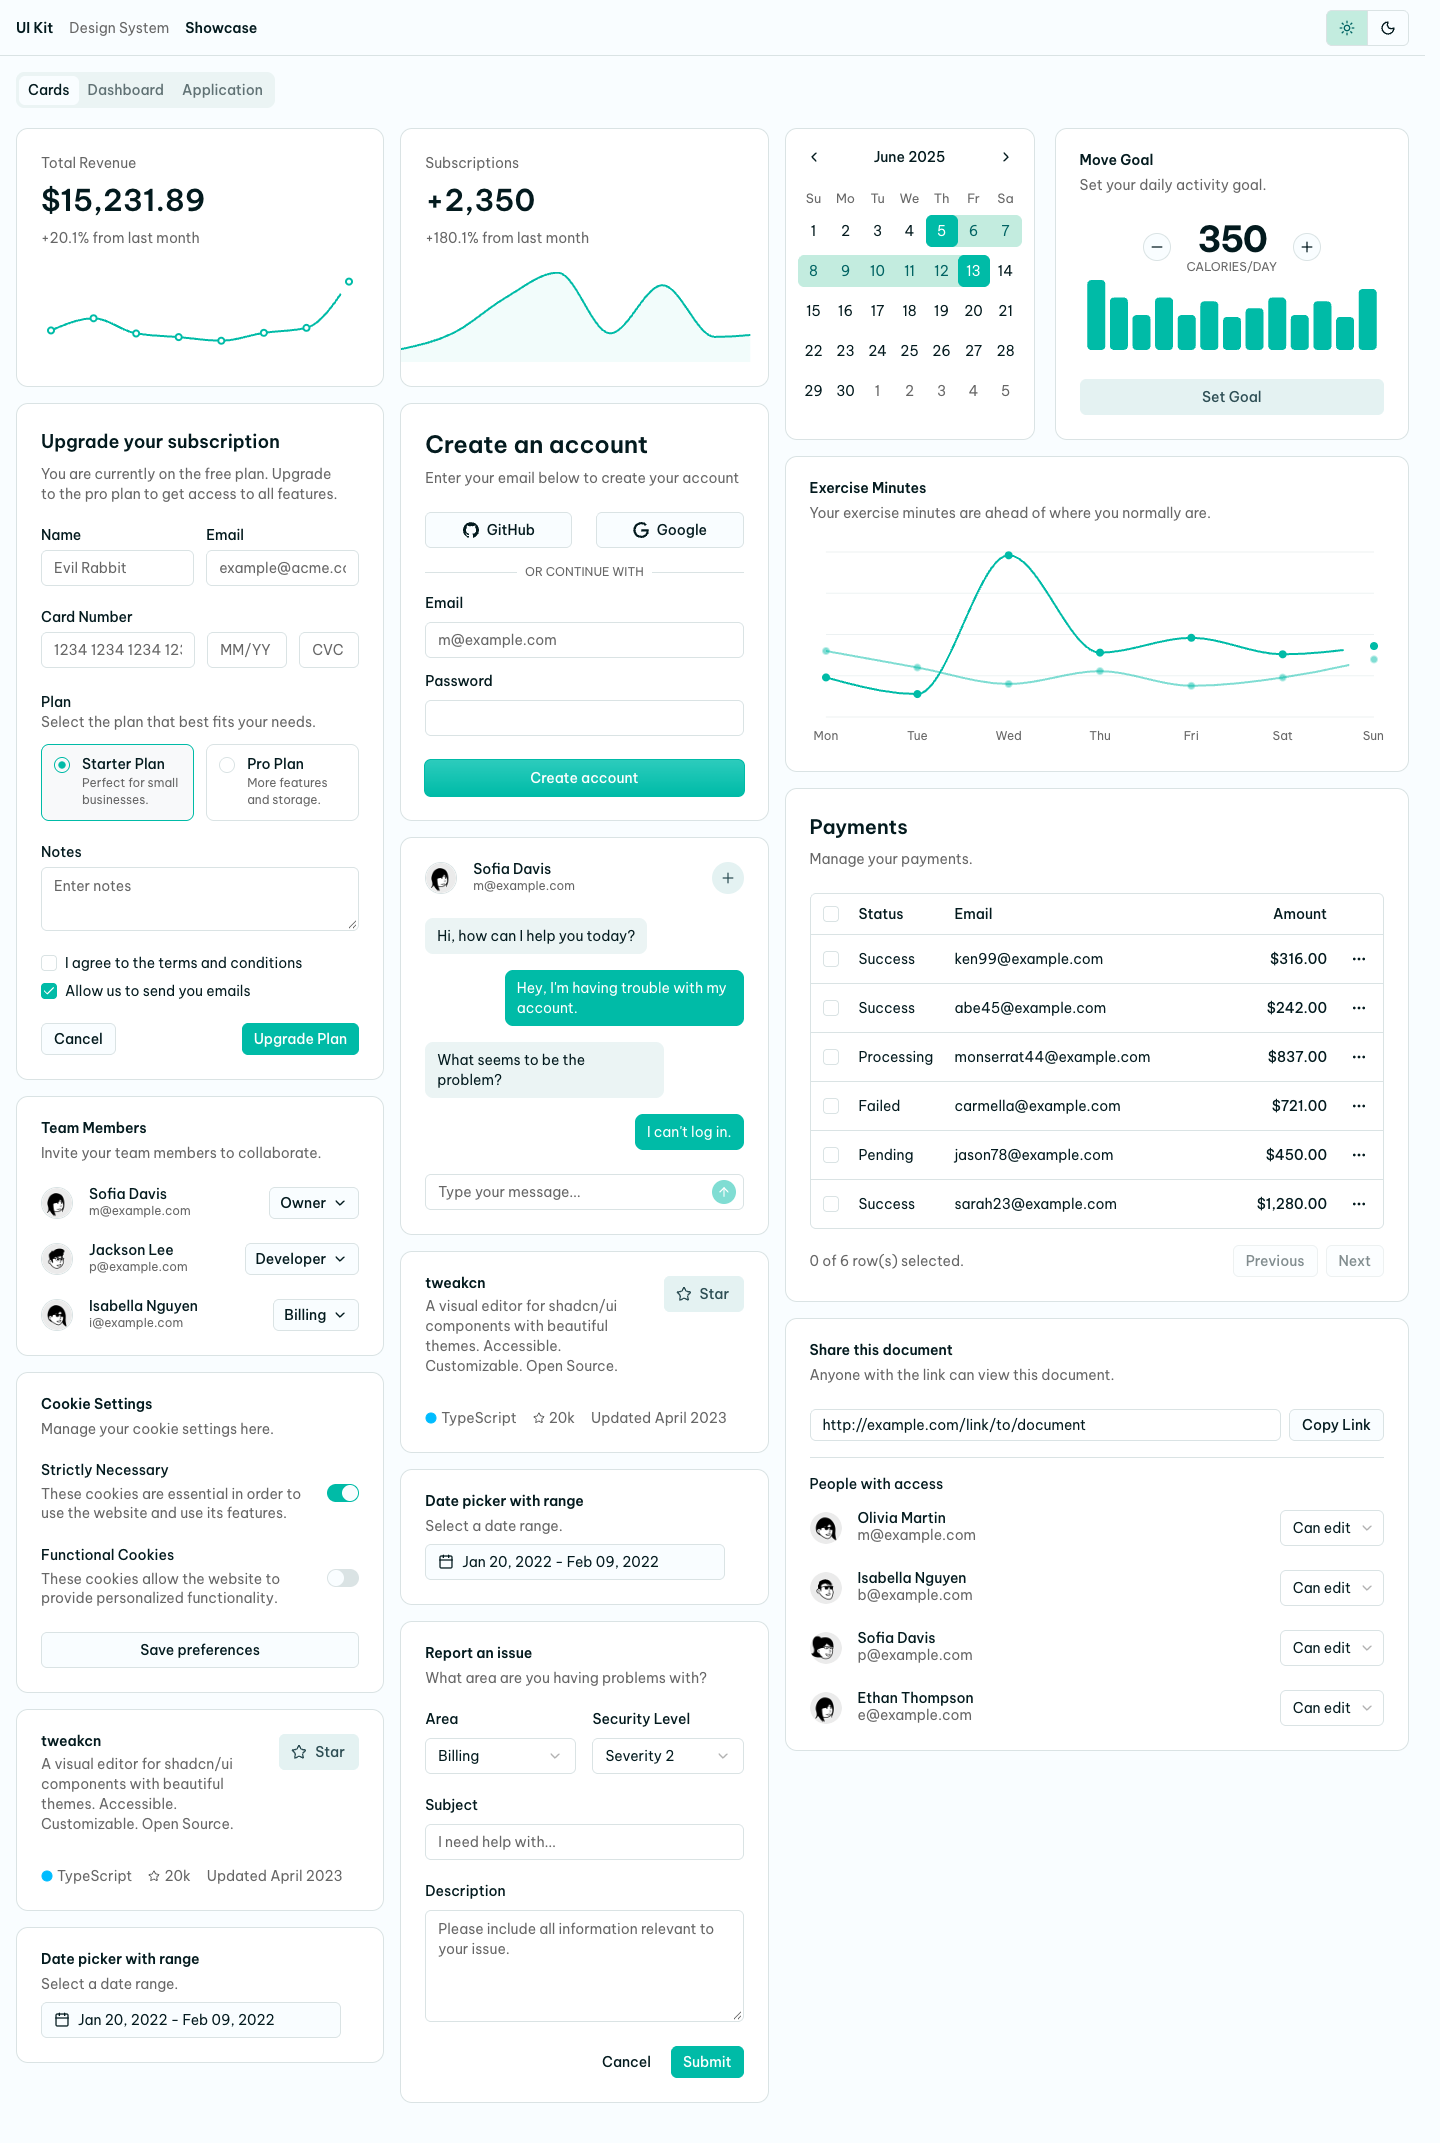 UI Kit Design System Showcase
Cards Dashboard Application
Total Revenue
$15,231.89
+20.1% from last month
Subscriptions
+2,350
+180.1% from last month
June 2025
Su Mo Tu We Th Fr Sa
1 2 3 4 5 6 7
8 9 10 11 12 13 14
15 16 17 18 19 20 21
22 23 24 25 26 27 28
29 30 1 2 3 4 5
Move Goal
Set your daily activity goal.
350
CALORIES/DAY
Set Goal
Upgrade your subscription
You are currently on the free plan. Upgrade
to the pro plan to get access to all features.
Name Email
Evil Rabbit example@acme.co
Card Number
1234 1234 1234 123 MM/YY CVC
Plan
Select the plan that best fits your needs.
Starter Plan
Perfect for small
businesses.
Pro Plan
More features
and storage.
Notes
Enter notes
I agree to the terms and conditions
Allow us to send you emails
Cancel Upgrade Plan
Team Members
Invite your team members to collaborate.
Sofia Davis
m@example.com
Owner
Jackson Lee
p@example.com
Developer
Isabella Nguyen
i@example.com
Billing
Cookie Settings
Manage your cookie settings here.
Strictly Necessary
These cookies are essential in order to
use the website and use its features.
Functional Cookies
These cookies allow the website to
provide personalized functionality.
Save preferences
tweakcn
A visual editor for shadcn/ui
components with beautiful
themes. Accessible.
Customizable. Open Source.
Star
TypeScript 20k Updated April 2023
Date picker with range
Select a date range.
Jan 20, 2022 - Feb 09, 2022
Create an account
Enter your email below to create your account
GitHub Google
OR CONTINUE WITH
Email
m@example.com
Password
Create account
Sofia Davis
m@example.com
Hi, how can I help you today?
Hey, I'm having trouble with my
account.
What seems to be the
problem?
I can't log in.
Type your message...
tweakcn
A visual editor for shadcn/ui
components with beautiful
themes. Accessible.
Customizable. Open Source.
Star
TypeScript 20k Updated April 2023
Date picker with range
Select a date range.
Jan 20, 2022 - Feb 09, 2022
Report an issue
What area are you having problems with?
Area Security Level
Billing Severity 2
Subject
I need help with...
Description
Please include all information relevant to
your issue.
Cancel Submit
Exercise Minutes
Your exercise minutes are ahead of where you normally are.
Mon Tue Wed Thu Fri Sat Sun
Payments
Manage your payments.
Status Email Amount
Success ken99@example.com $316.00
Success abe45@example.com $242.00
Processing monserrat44@example.com $837.00
Failed carmella@example.com $721.00
Pending jason78@example.com $450.00
Success sarah23@example.com $1,280.00
0 of 6 row(s) selected. Previous Next
Share this document
Anyone with the link can view this document.
http://example.com/link/to/document Copy Link
People with access
Olivia Martin
m@example.com
Can edit
Isabella Nguyen
b@example.com
Can edit
Sofia Davis
p@example.com
Can edit
Ethan Thompson
e@example.com
Can edit